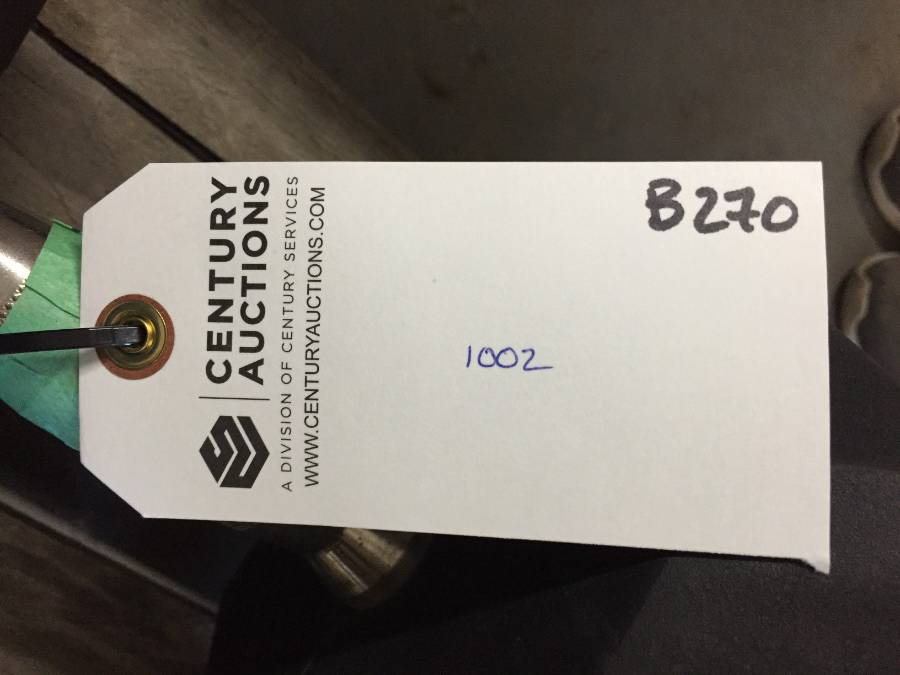 CENTURY
AUCTIONS
A DIVISION OF CENTURY SERVICES
WWW.CENTURYAUCTIONS.COM
B270
1002